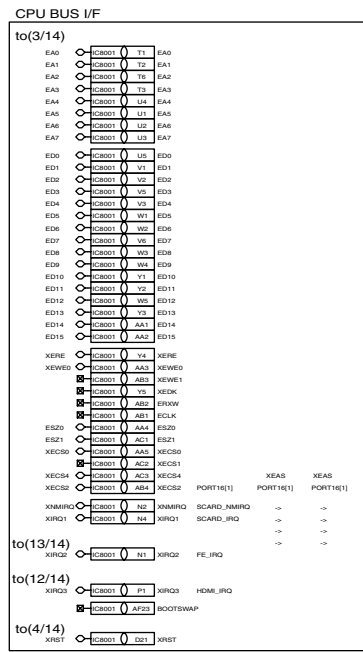 CPU BUS I/F
to(3/14)
EA0 IC8001 T1 EA0
EA1 IC8001 T2 EA1
EA2 IC8001 T6 EA2
EA3 IC8001 T3 EA3
EA4 IC8001 U4 EA4
EA5 IC8001 U1 EA5
EA6 IC8001 U2 EA6
EA7 IC8001 U3 EA7
ED0 IC8001 U5 ED0
ED1 IC8001 V1 ED1
ED2 IC8001 V2 ED2
ED3 IC8001 V5 ED3
ED4 IC8001 V3 ED4
ED5 IC8001 W1 ED5
ED6 IC8001 W2 ED6
ED7 IC8001 V6 ED7
ED8 IC8001 W3 ED8
ED9 IC8001 W4 ED9
ED10 IC8001 Y1 ED10
ED11 IC8001 Y2 ED11
ED12 IC8001 W5 ED12
ED13 IC8001 Y3 ED13
ED14 IC8001 AA1 ED14
ED15 IC8001 AA2 ED15
XERE IC8001 Y4 XERE
XEWE0 IC8001 AA3 XEWE0
IC8001 AB3 XEWE1
IC8001 Y5 XEDK
IC8001 AB2 ERXW
IC8001 AB1 ECLK
ESZ0 IC8001 AA4 ESZ0
ESZ1 IC8001 AC1 ESZ1
XECS0 IC8001 AA5 XECS0
IC8001 AC2 XECS1
XECS4 IC8001 AC3 XECS4 XEAS XEAS
XECS2 IC8001 AB4 XECS2 PORT16[1] PORT16[1] PORT16[1]
XNMIRQ IC8001 N2 XNMIRQ SCARD_NMIRQ -> ->
XIRQ1 IC8001 N4 XIRQ1 SCARD_IRQ -> ->
-> ->
to(13/14)
XIRQ2 IC8001 N1 XIRQ2 FE_IRQ -> ->
to(12/14)
XIRQ3 IC8001 P1 XIRQ3 HDMI_IRQ
IC8001 AF23 BOOTSWAP
to(4/14)
XRST IC8001 D21 XRST